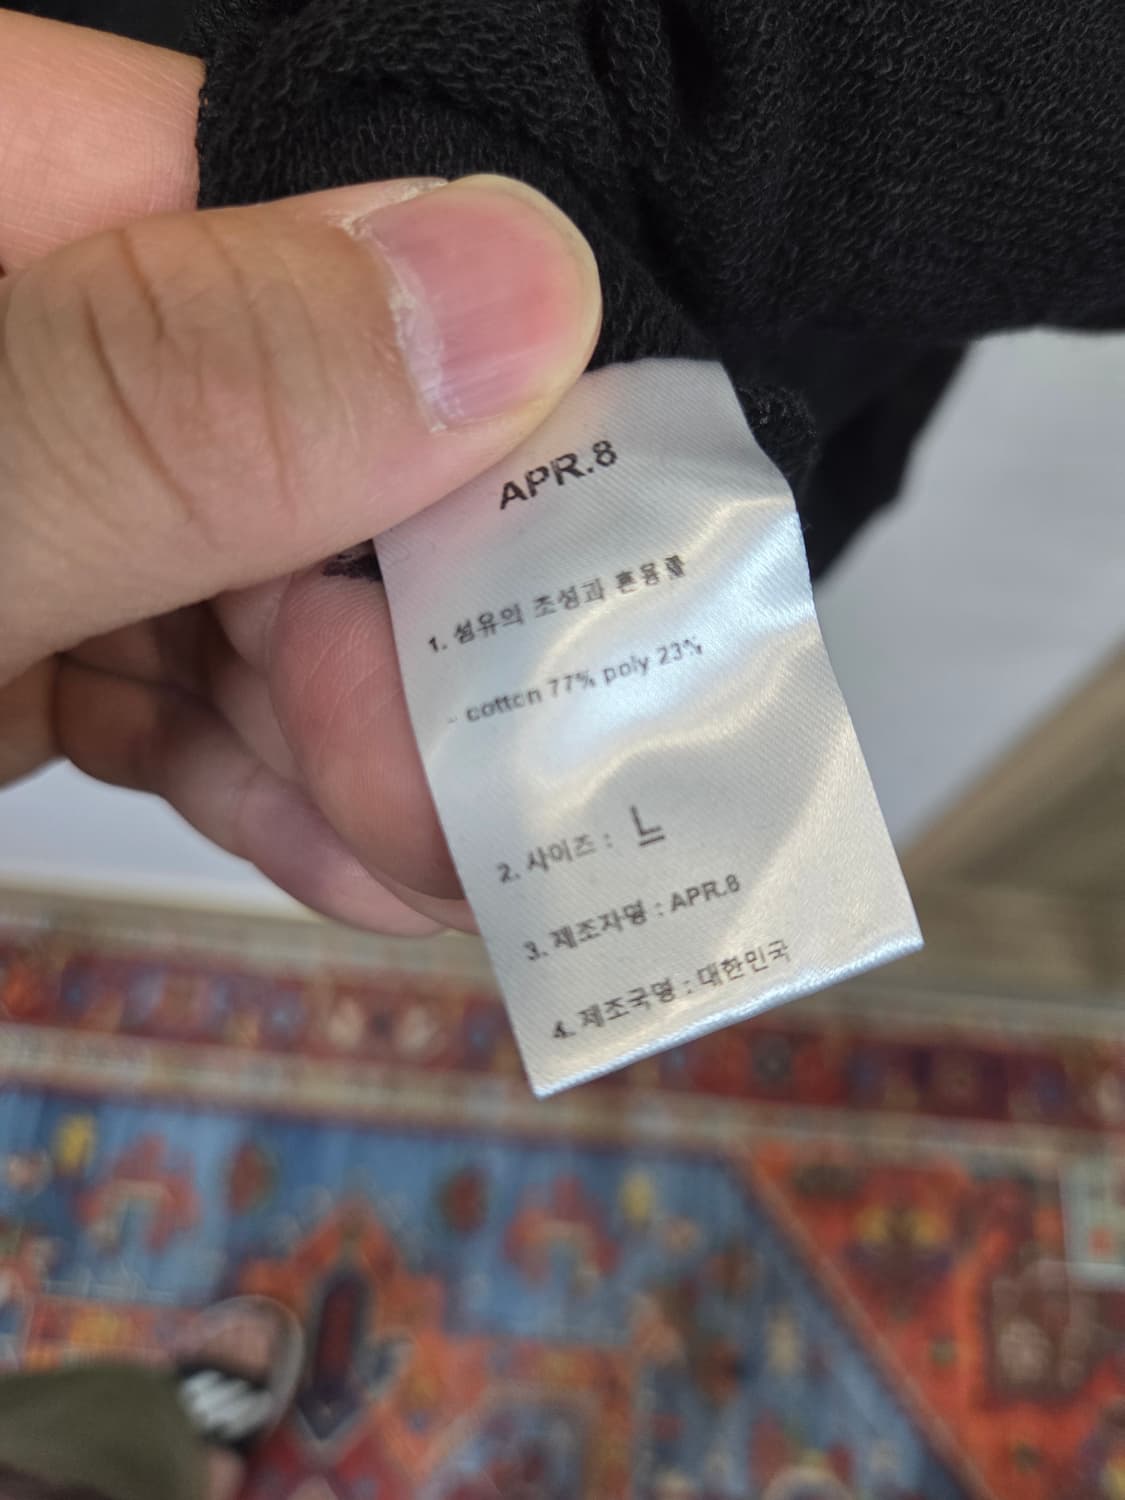 APR.8
1. 섬유의 조성과 혼용률
- cotton 77% poly 23%
2. 사이즈 : L
3. 제조자명 : APR.8
4. 제조국명 : 대한민국